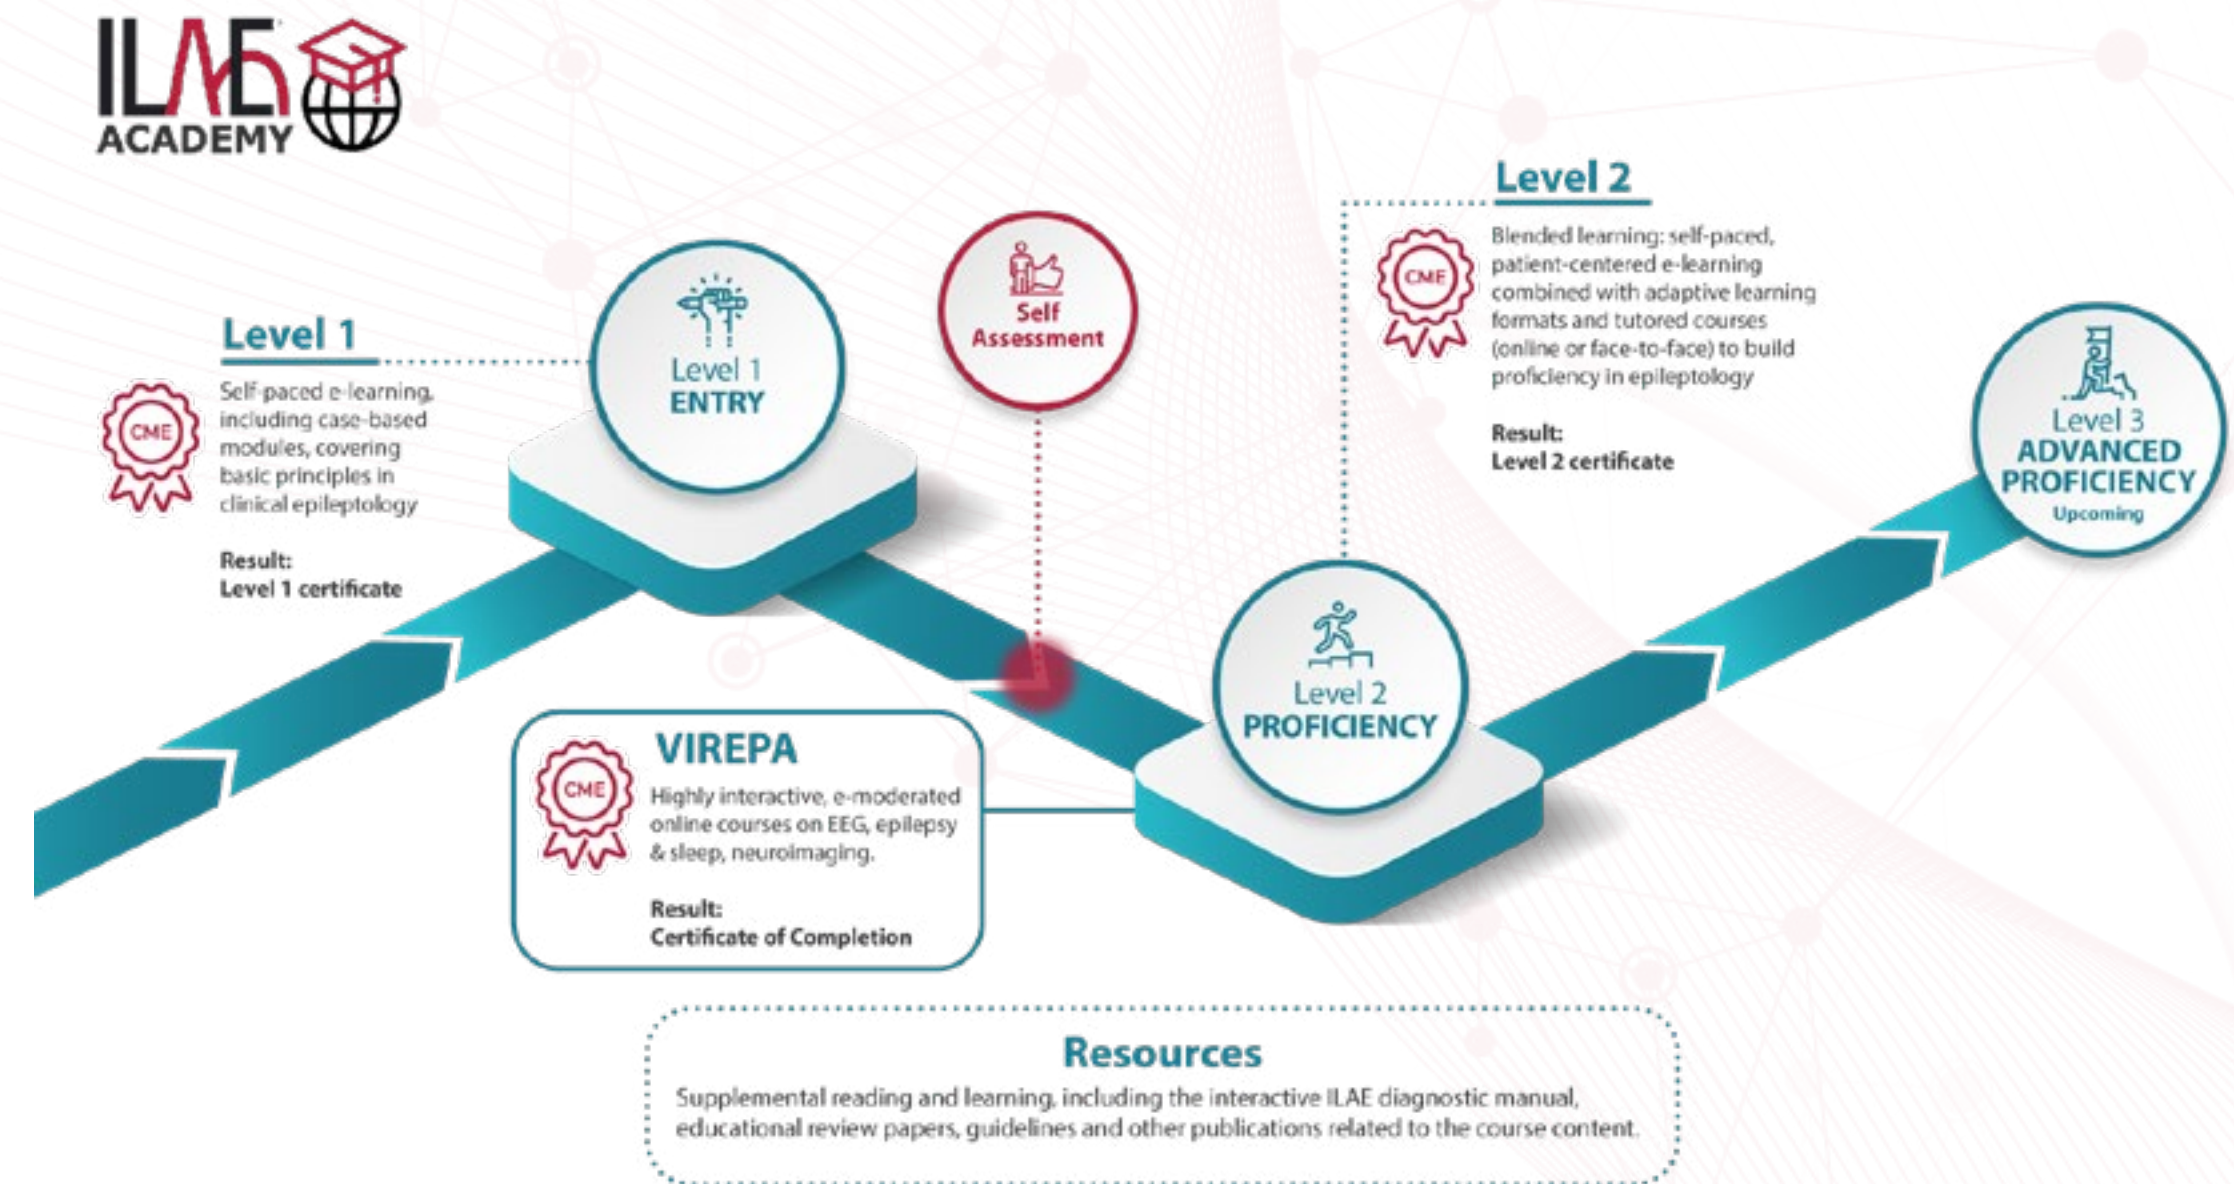 ILAE
ACADEMY
Level 1
CME
Self-paced e-learning,
including case-based
modules, covering
basic principles in
clinical epileptology
Result:
Level 1 certificate
Level 1
ENTRY
Self
Assessment
Level 2
CME
Blended learning: self-paced,
patient-centered e-learning
combined with adaptive learning
formats and tutored courses
(online or face-to-face) to build
proficiency in epileptology
Result:
Level 2 certificate
Level 3
ADVANCED
PROFICIENCY
Upcoming
Level 2
PROFICIENCY
VIREPA
CME
Highly interactive, e-moderated
online courses on EEG, epilepsy
& sleep, neuroimaging.
Result:
Certificate of Completion
Resources
Supplemental reading and learning, including the interactive ILAE diagnostic manual,
educational review papers, guidelines and other publications related to the course content.